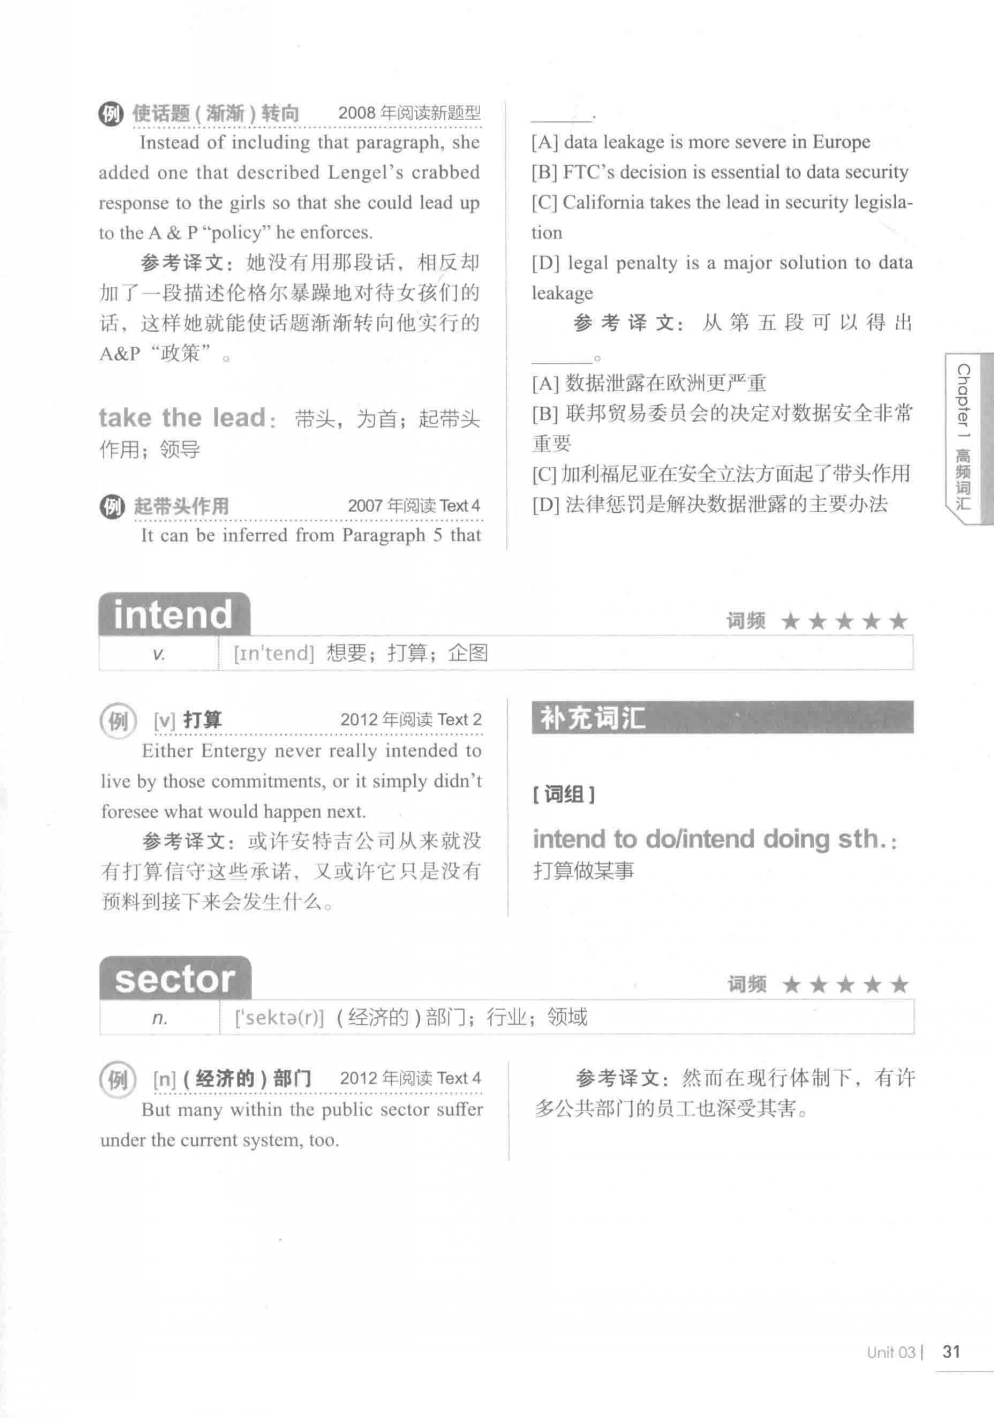 例 使话题(渐渐)转向 2008 年阅读新题型
Instead of including that paragraph, she
added one that described Lengel's crabbed
response to the girls so that she could lead up
to the A & P “policy” he enforces.
参考译文：她没有用那段话，相反却
加了一段描述伦格尔暴躁地对待女孩们的
话，这样她就能使话题渐渐转向他实行的
A&P “政策”。
take the lead: 带头，为首；起带头
作用；领导
例 起带头作用 2007 年阅读 Text 4
It can be inferred from Paragraph 5 that
______.
[A] data leakage is more severe in Europe
[B] FTC's decision is essential to data security
[C] California takes the lead in security legisla-
tion
[D] legal penalty is a major solution to data
leakage
参考译文：从第五段可以得出
______。
[A] 数据泄露在欧洲更严重
[B] 联邦贸易委员会的决定对数据安全非常
重要
[C] 加利福尼亚在安全立法方面起了带头作用
[D] 法律惩罚是解决数据泄露的主要办法
Chapter 1 高频词汇
intend
词频 ★★★★★
v. [ɪn'tend] 想要；打算；企图
例 [v] 打算 2012 年阅读 Text 2
Either Entergy never really intended to
live by those commitments, or it simply didn't
foresee what would happen next.
参考译文：或许安特吉公司从来就没
有打算信守这些承诺，又或许它只是没有
预料到接下来会发生什么。
补充词汇
[词组]
intend to do/intend doing sth.:
打算做某事
sector
词频 ★★★★★
n. ['sektə(r)] (经济的)部门；行业；领域
例 [n] (经济的)部门 2012 年阅读 Text 4
But many within the public sector suffer
under the current system, too.
参考译文：然而在现行体制下，有许
多公共部门的员工也深受其害。
Unit 03 | 31